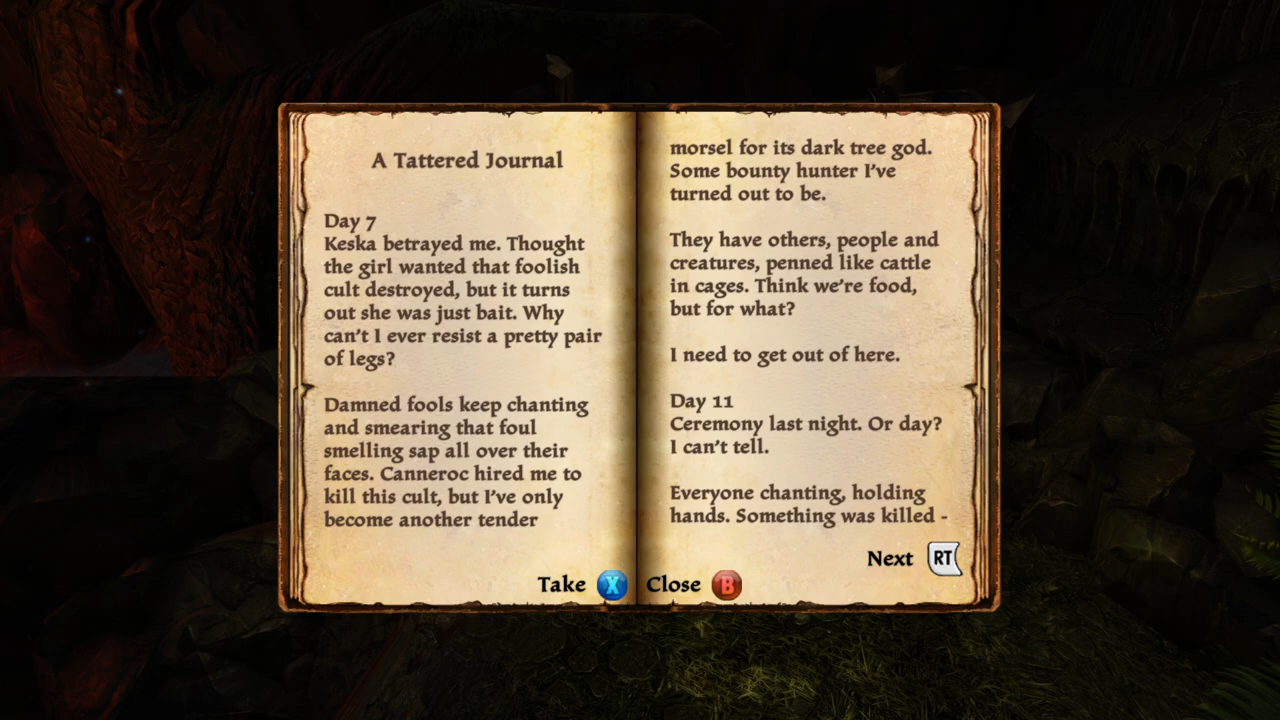 A Tattered Journal
Day 7
Keska betrayed me. Thought
the girl wanted that foolish
cult destroyed, but it turns
out she was just bait. Why
can't I ever resist a pretty pair
of legs?
Damned fools keep chanting
and smearing that foul
smelling sap all over their
faces. Canneroc hired me to
kill this cult, but I've only
become another tender
morsel for its dark tree god.
Some bounty hunter I've
turned out to be.
They have others, people and
creatures, penned like cattle
in cages. Think we're food,
but for what?
I need to get out of here.
Day 11
Ceremony last night. Or day?
I can't tell.
Everyone chanting, holding
hands. Something was killed -
Next RT
Take X Close B